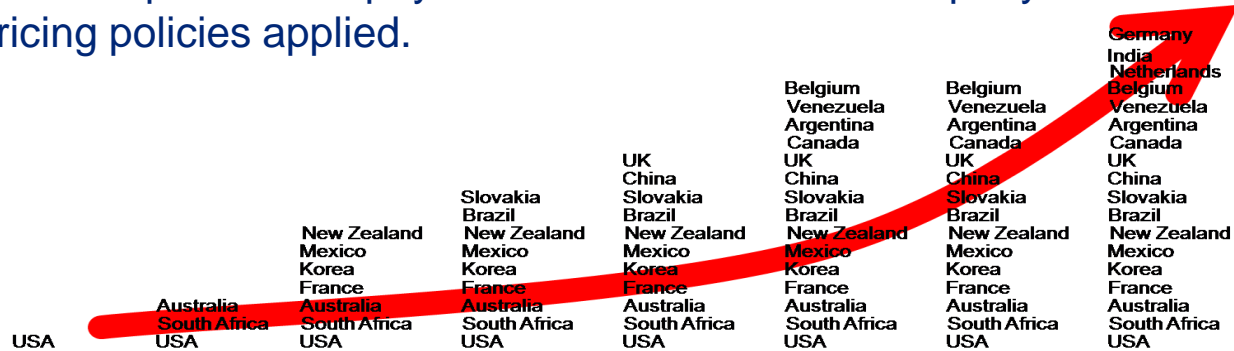 ricing policies applied.
USA
Australia
South Africa
USA
New Zealand
Mexico
Korea
France
Australia
South Africa
USA
Slovakia
Brazil
New Zealand
Mexico
Korea
France
Australia
South Africa
USA
UK
China
Slovakia
Brazil
New Zealand
Mexico
Korea
France
Australia
South Africa
USA
Belgium
Venezuela
Argentina
Canada
UK
China
Slovakia
Brazil
New Zealand
Mexico
Korea
France
Australia
South Africa
USA
Belgium
Venezuela
Argentina
Canada
UK
China
Slovakia
Brazil
New Zealand
Mexico
Korea
France
Australia
South Africa
USA
Germany
India
Netherlands
Belgium
Venezuela
Argentina
Canada
UK
China
Slovakia
Brazil
New Zealand
Mexico
Korea
France
Australia
South Africa
USA